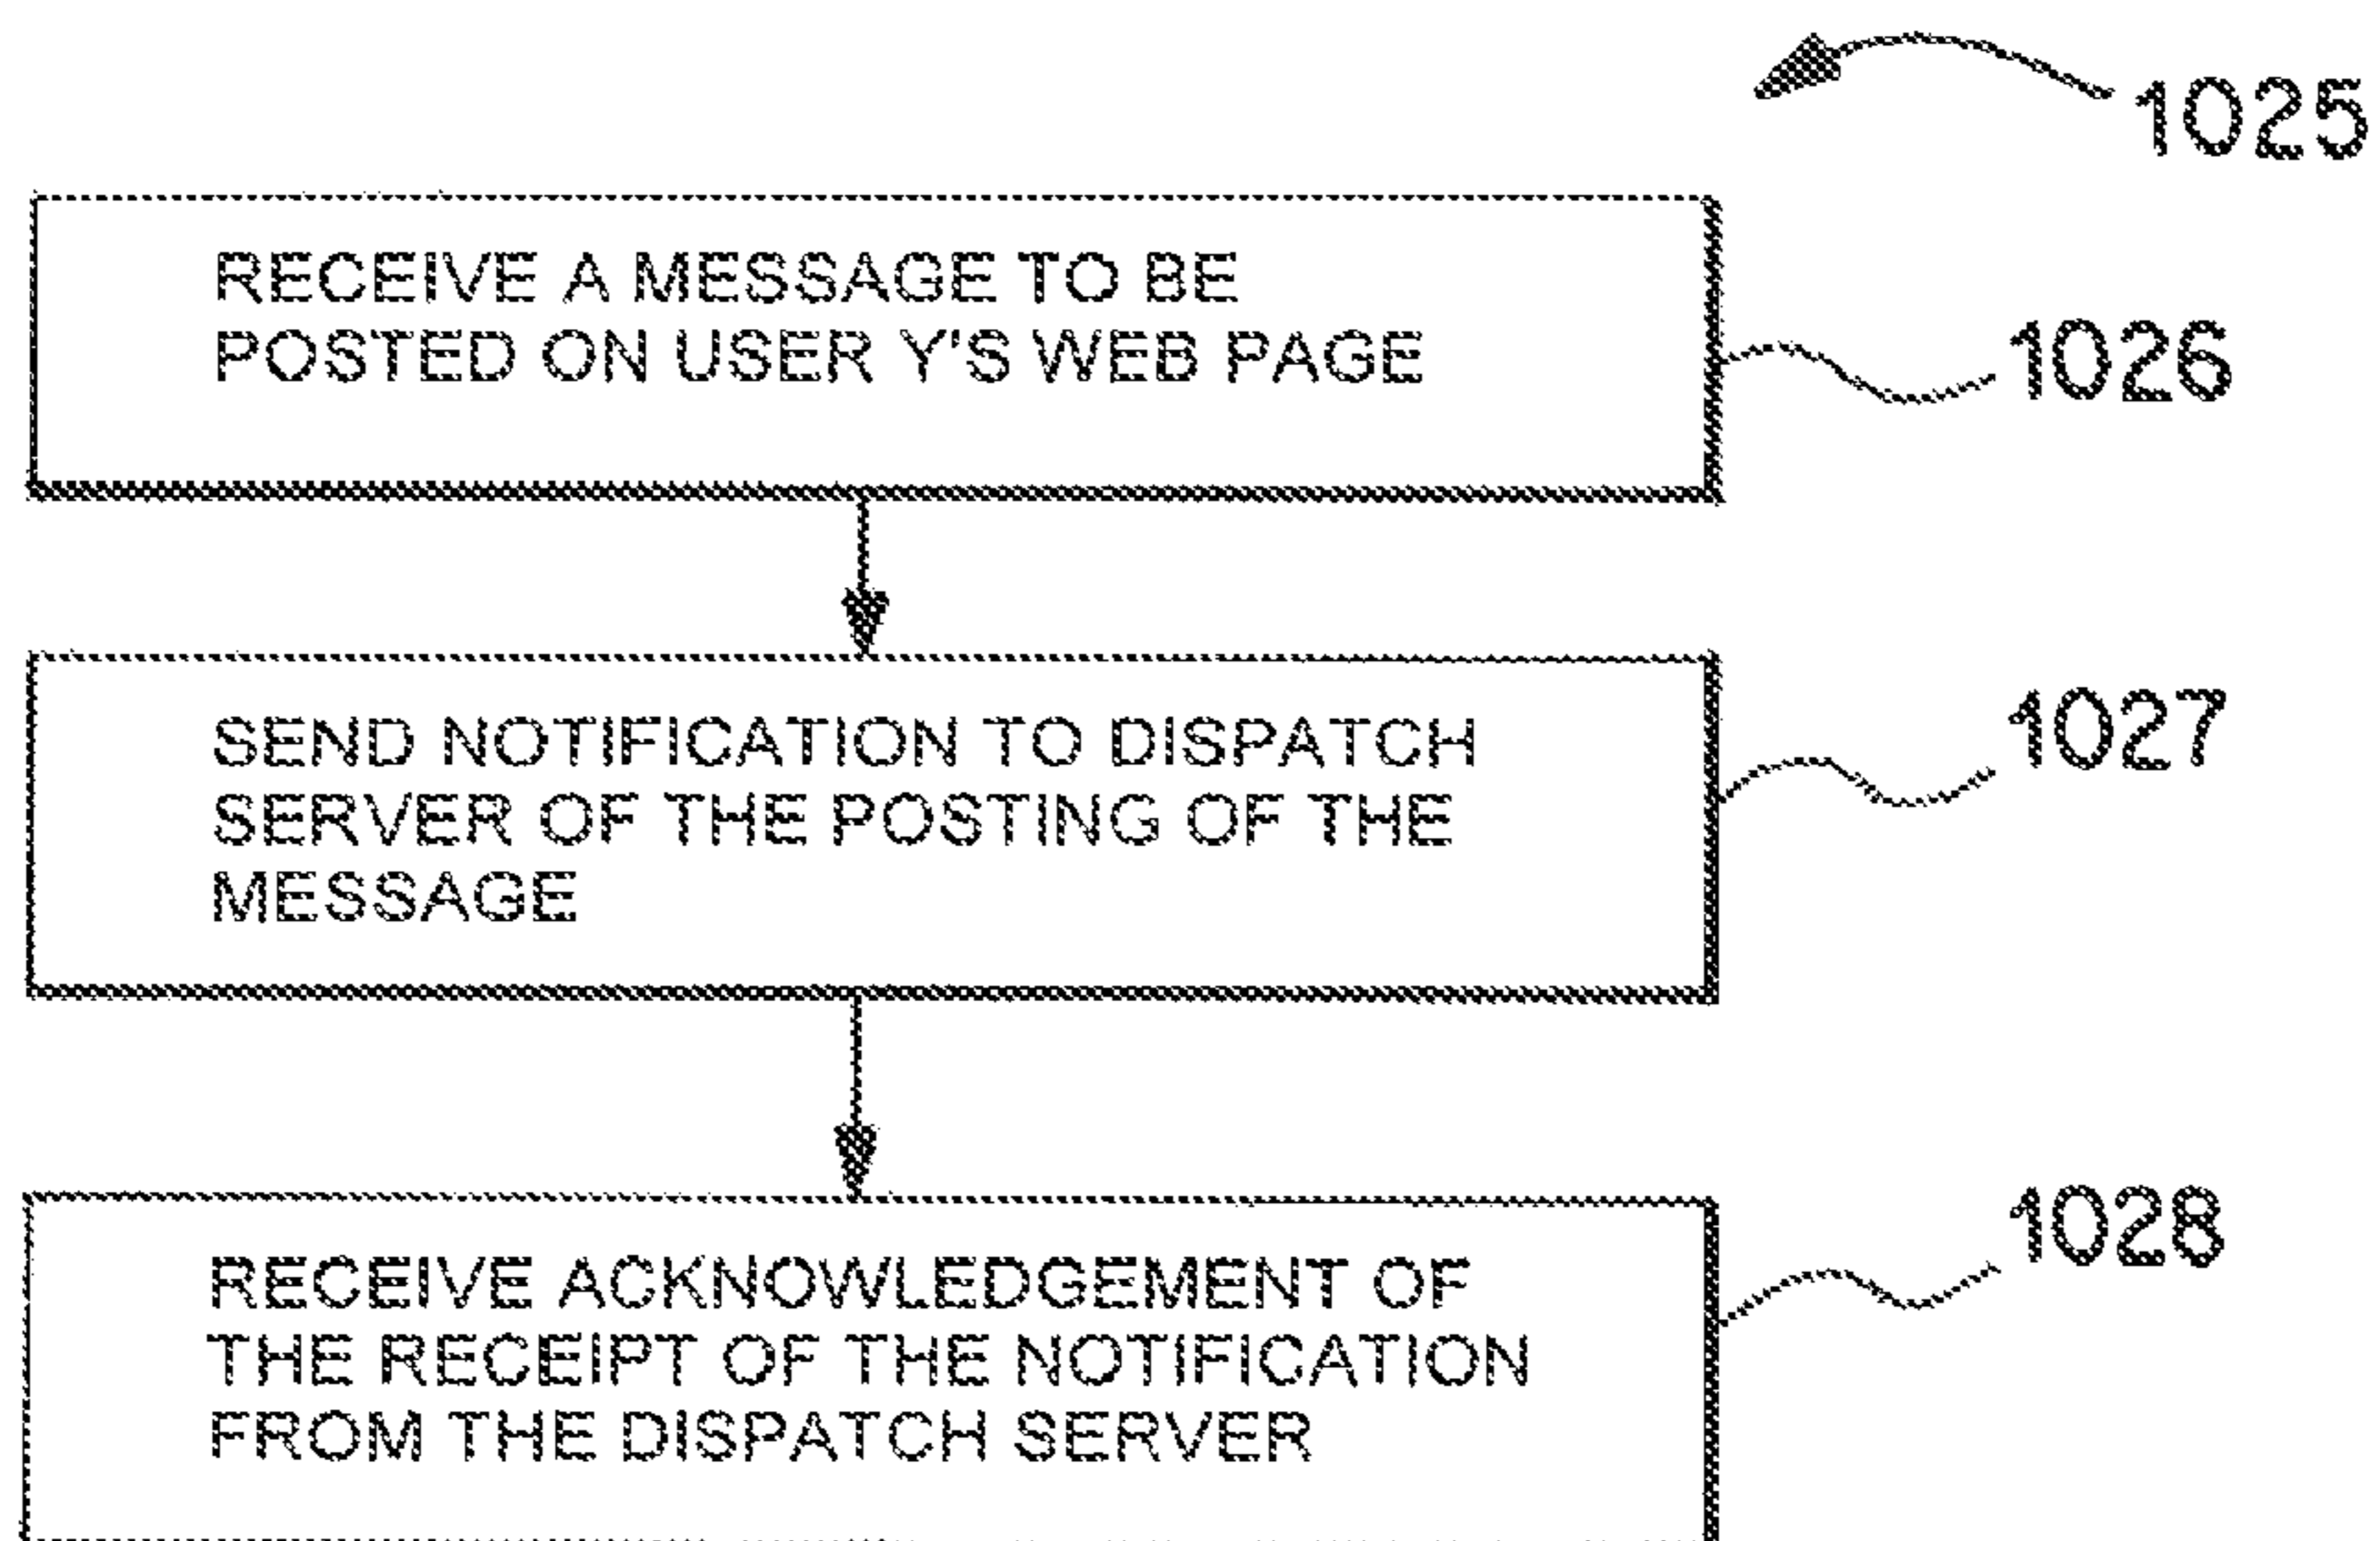 1025
RECEIVE A MESSAGE TO BE
POSTED ON USER Y'S WEB PAGE
1026
SEND NOTIFICATION TO DISPATCH
SERVER OF THE POSTING OF THE
MESSAGE
1027
RECEIVE ACKNOWLEDGEMENT OF
THE RECEIPT OF THE NOTIFICATION
FROM THE DISPATCH SERVER
1028